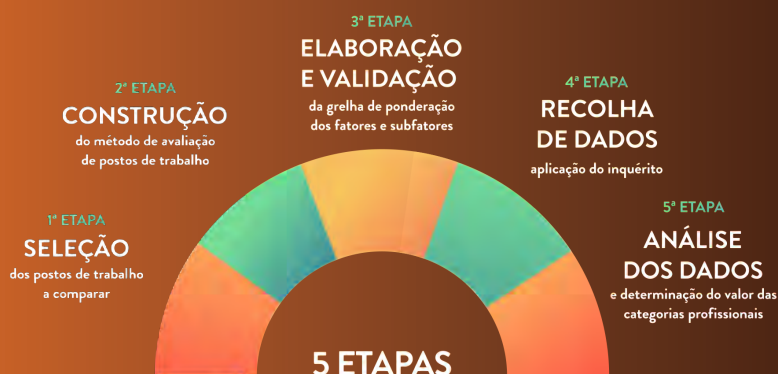 1ª ETAPA
SELEÇÃO
dos postos de trabalho
a comparar
2ª ETAPA
CONSTRUÇÃO
do método de avaliação
de postos de trabalho
3ª ETAPA
ELABORAÇÃO
E VALIDAÇÃO
da grelha de ponderação
dos fatores e subfatores
4ª ETAPA
RECOLHA
DE DADOS
aplicação do inquérito
5ª ETAPA
ANÁLISE
DOS DADOS
e determinação do valor das
categorias profissionais
5 ETAPAS